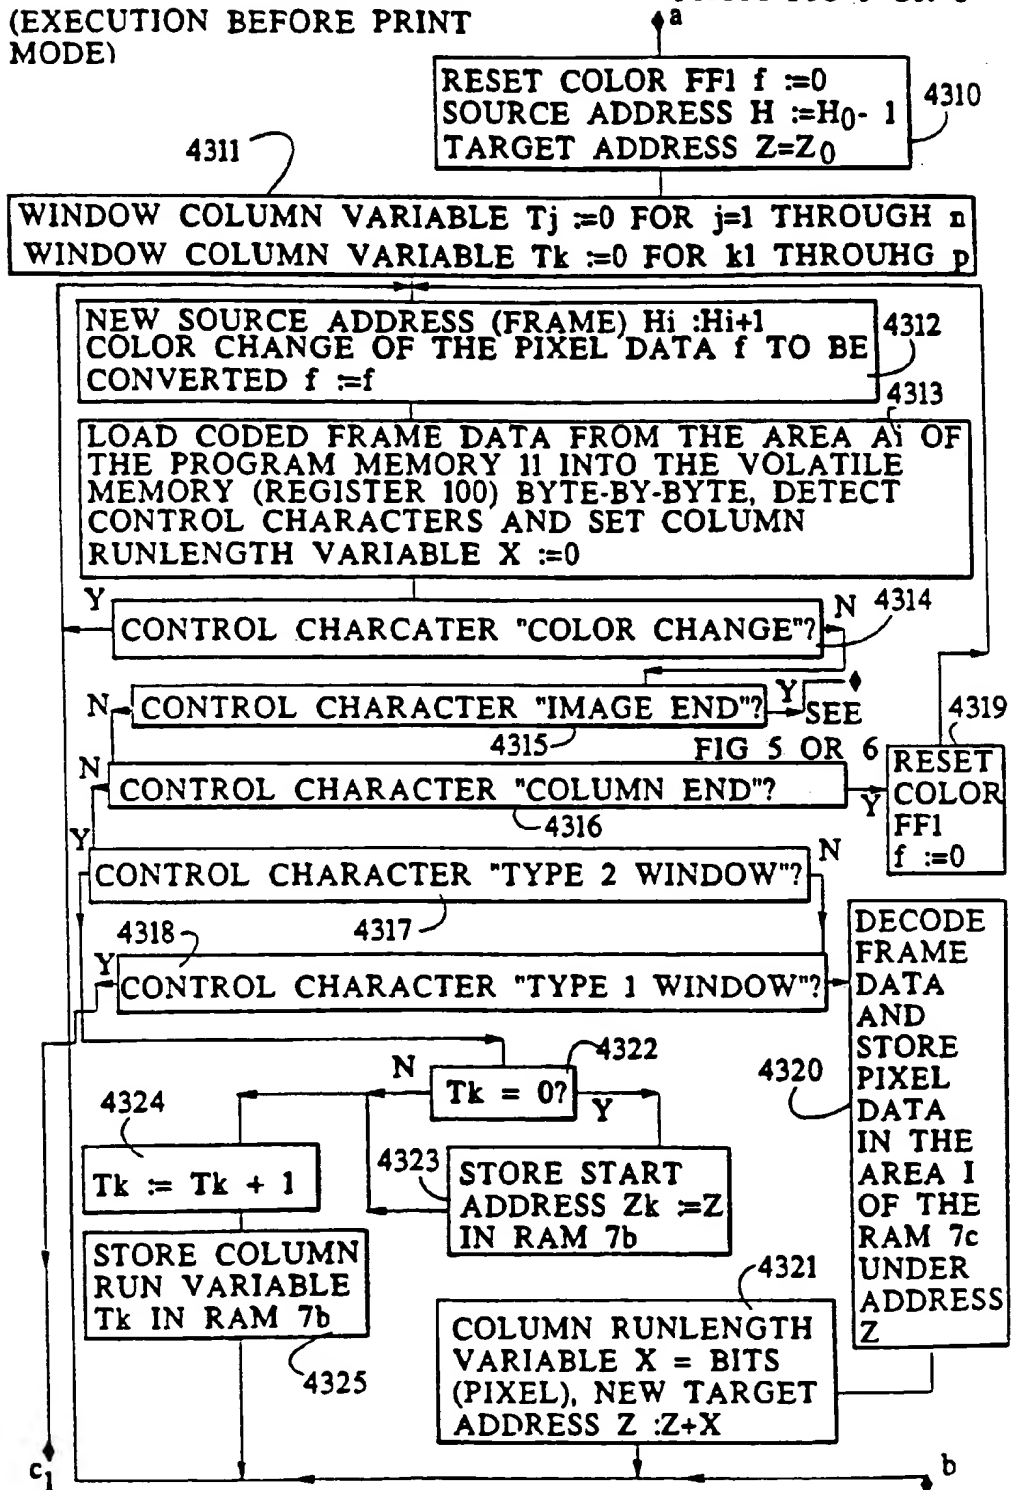 (EXECUTION BEFORE PRINT
MODE)
a
RESET COLOR FF1 f :=0
SOURCE ADDRESS H :=H0- 1
TARGET ADDRESS Z=Z0
4310
4311
WINDOW COLUMN VARIABLE Tj :=0 FOR j=1 THROUGH n
WINDOW COLUMN VARIABLE Tk :=0 FOR k1 THROUHG p
NEW SOURCE ADDRESS (FRAME) Hi :Hi+1
COLOR CHANGE OF THE PIXEL DATA f TO BE
CONVERTED f :=f
4312
4313
LOAD CODED FRAME DATA FROM THE AREA Ai OF
THE PROGRAM MEMORY 11 INTO THE VOLATILE
MEMORY (REGISTER 100) BYTE-BY-BYTE, DETECT
CONTROL CHARACTERS AND SET COLUMN
RUNLENGTH VARIABLE X :=0
Y
CONTROL CHARCATER "COLOR CHANGE"?
N
4314
N
CONTROL CHARACTER "IMAGE END"?
Y
SEE
FIG 5 OR 6
4315
N
CONTROL CHARACTER "COLUMN END"?
Y
4316
4319
RESET
COLOR
FF1
f :=0
Y
CONTROL CHARACTER "TYPE 2 WINDOW"?
N
4317
4318
Y
CONTROL CHARACTER "TYPE 1 WINDOW"?
DECODE
FRAME
DATA
AND
STORE
PIXEL
DATA
IN THE
AREA I
OF THE
RAM 7c
UNDER
ADDRESS
Z
4320
4322
N
Tk = 0?
Y
4324
Tk := Tk + 1
4323
STORE START
ADDRESS Zk :=Z
IN RAM 7b
STORE COLUMN
RUN VARIABLE
Tk IN RAM 7b
4325
4321
COLUMN RUNLENGTH
VARIABLE X = BITS
(PIXEL), NEW TARGET
ADDRESS Z :Z+X
c1
b